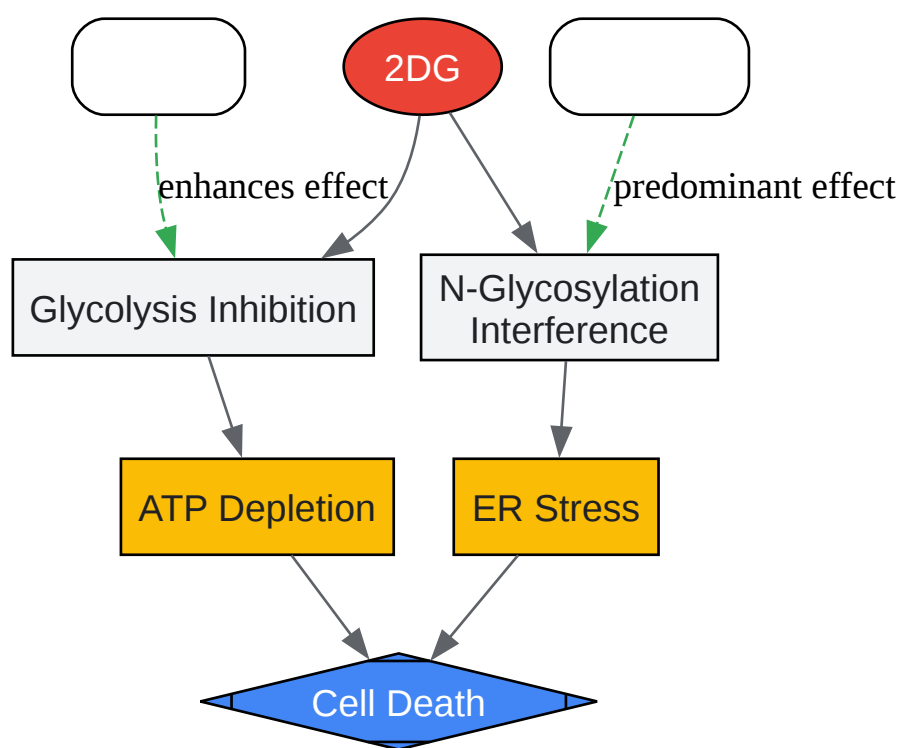 2DG
enhances effect
predominant effect
Glycolysis Inhibition
N-Glycosylation
Interference
ATP Depletion
ER Stress
Cell Death